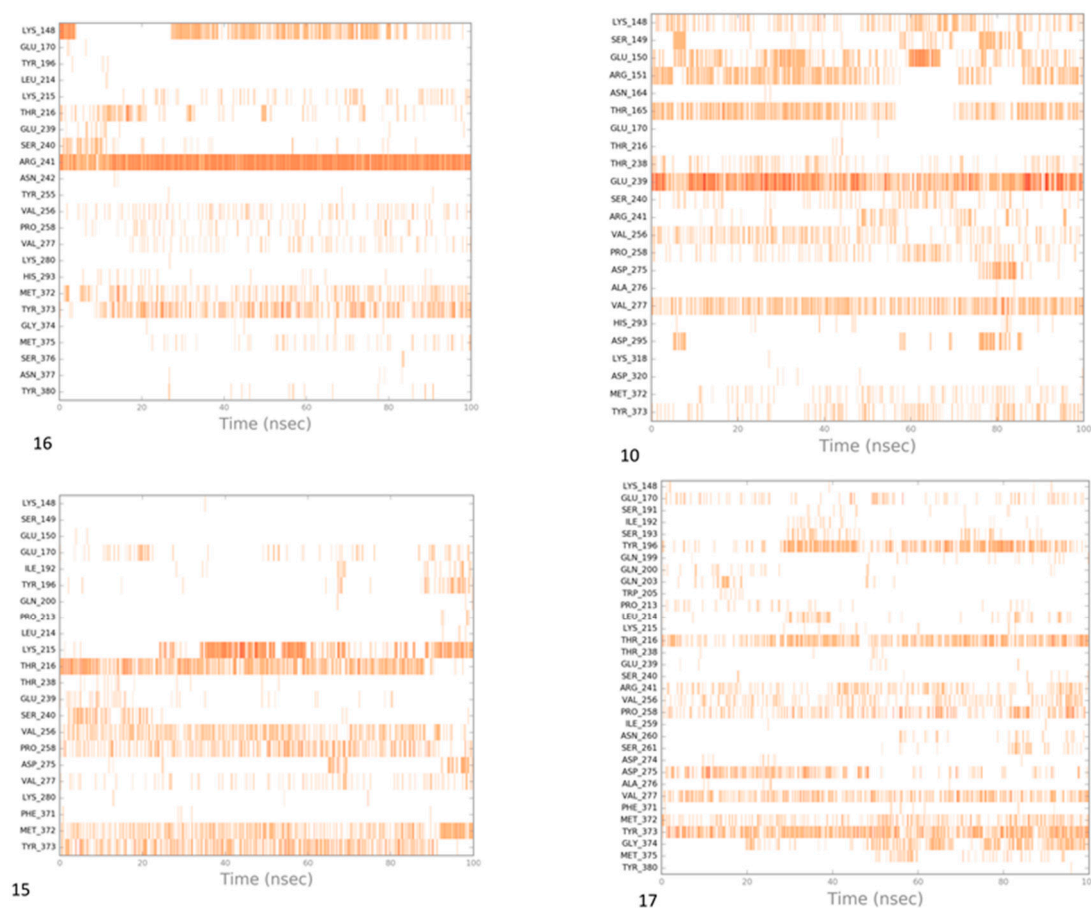 LYS_148
GLU_170
TYR_196
LEU_214
LYS_215
THR_216
GLU_239
SER_240
ARG_241
ASN_242
TYR_255
VAL_256
PRO_258
VAL_277
LYS_280
HIS_293
MET_372
TYR_373
GLY_374
MET_375
SER_376
ASN_377
TYR_380
0 20 40 60 80 100
Time (nsec)
16
LYS_148
SER_149
GLU_150
ARG_151
ASN_164
THR_165
GLU_170
THR_216
THR_238
GLU_239
SER_240
ARG_241
VAL_256
PRO_258
ASP_275
ALA_276
VAL_277
HIS_293
ASP_295
LYS_318
ASP_320
MET_372
TYR_373
0 20 40 60 80 100
Time (nsec)
10
LYS_148
SER_149
GLU_150
GLU_170
ILE_192
TYR_196
GLN_200
PRO_213
LEU_214
LYS_215
THR_216
THR_238
GLU_239
SER_240
VAL_256
PRO_258
ASP_275
VAL_277
LYS_280
PHE_371
MET_372
TYR_373
0 20 40 60 80 100
Time (nsec)
15
LYS_148
GLU_170
SER_191
ILE_192
SER_193
TYR_196
GLN_199
GLN_200
GLN_203
TRP_205
PRO_213
LEU_214
LYS_215
THR_216
THR_238
GLU_239
SER_240
ARG_241
VAL_256
PRO_258
ILE_259
ASN_260
SER_261
ASP_274
ASP_275
ALA_276
VAL_277
PHE_371
MET_372
TYR_373
GLY_374
MET_375
TYR_380
0 20 40 60 80 100
Time (nsec)
17